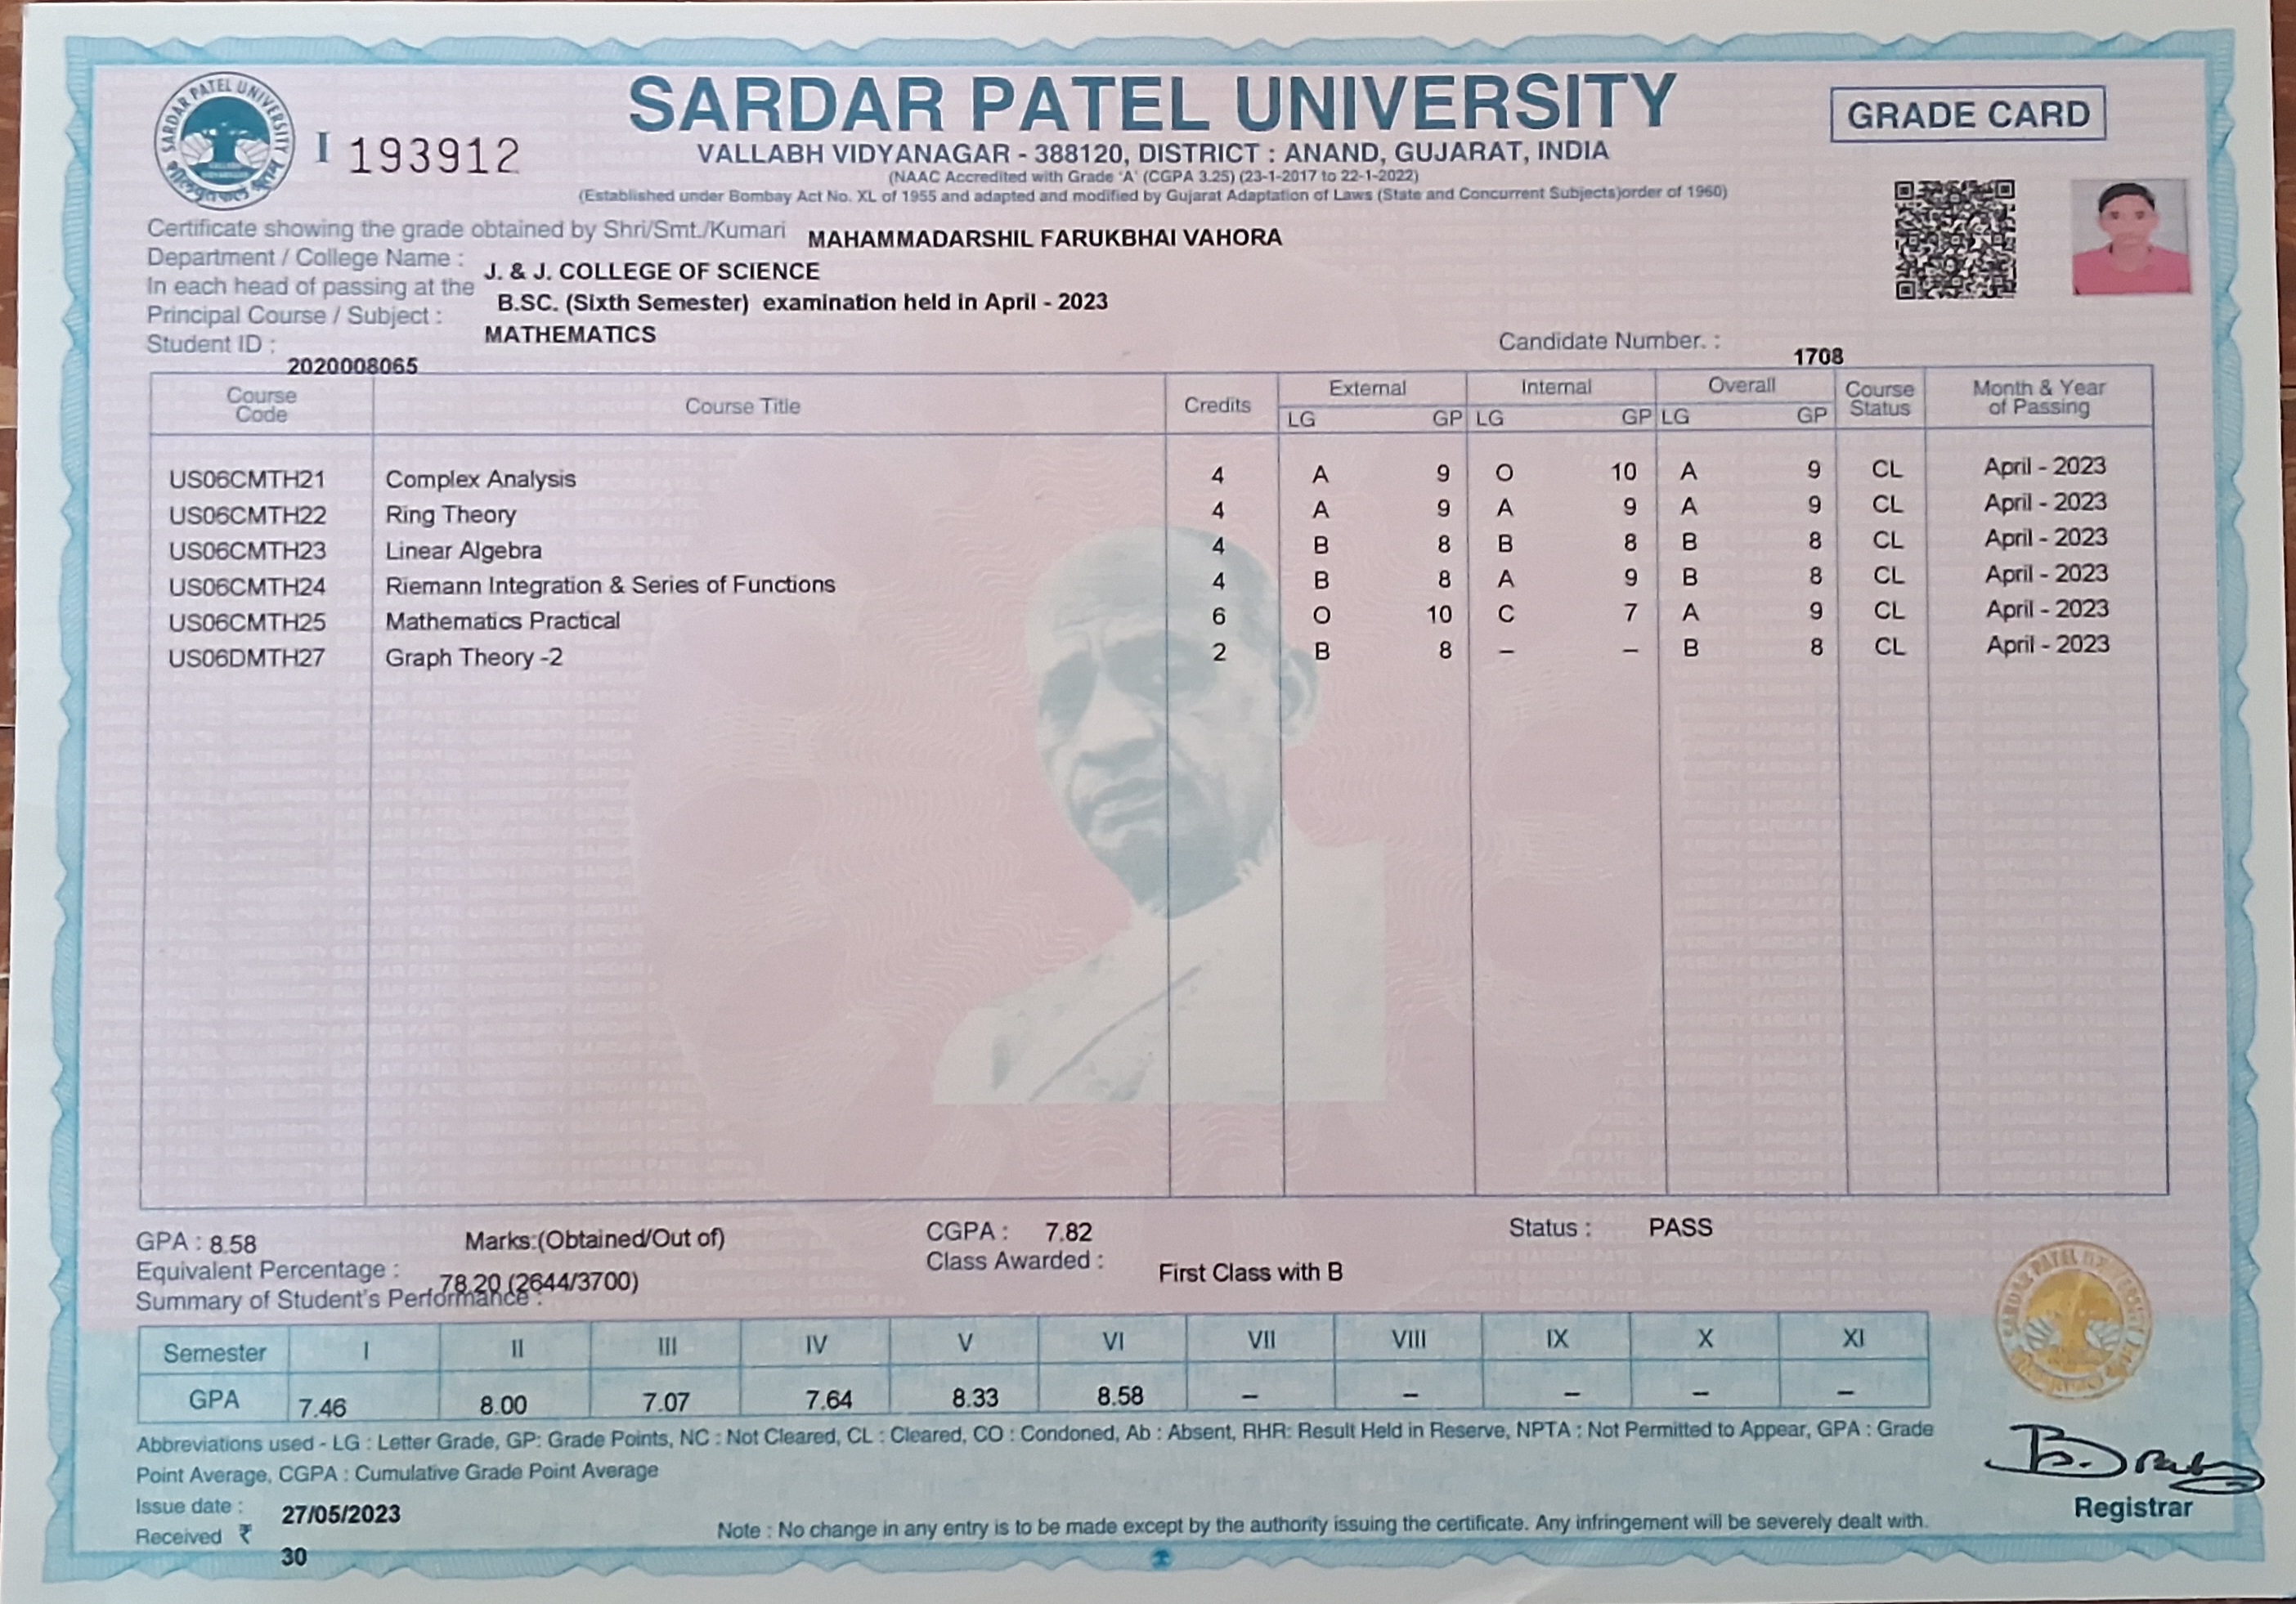 SARDAR PATEL UNIVERSITY
GRADE CARD
SARDAR PATEL UNIVERSITY
I 193912
VALLABH VIDYANAGAR - 388120, DISTRICT : ANAND, GUJARAT, INDIA
(NAAC Accredited with Grade 'A' (CGPA 3.25) (23-1-2017 to 22-1-2022)
(Established under Bombay Act No. XL of 1955 and adapted and modified by Gujarat Adaptation of Laws (State and Concurrent Subjects)order of 1960)
Certificate showing the grade obtained by Shri/Smt./Kumari MAHAMMADARSHIL FARUKBHAI VAHORA
Department / College Name : J. & J. COLLEGE OF SCIENCE
In each head of passing at the B.SC. (Sixth Semester) examination held in April - 2023
Principal Course / Subject : MATHEMATICS
Student ID : 2020008065 Candidate Number. : 1708
Course Code Course Title Credits External Internal Overall Course Status Month & Year of Passing
LG GP LG GP LG GP
US06CMTH21 Complex Analysis 4 A 9 O 10 A 9 CL April - 2023
US06CMTH22 Ring Theory 4 A 9 A 9 A 9 CL April - 2023
US06CMTH23 Linear Algebra 4 B 8 B 8 B 8 CL April - 2023
US06CMTH24 Riemann Integration & Series of Functions 4 B 8 A 9 B 8 CL April - 2023
US06CMTH25 Mathematics Practical 6 O 10 C 7 A 9 CL April - 2023
US06DMTH27 Graph Theory -2 2 B 8 – – B 8 CL April - 2023
GPA : 8.58 Marks:(Obtained/Out of) CGPA : 7.82 Status : PASS
Equivalent Percentage : 78.20 (2644/3700) Class Awarded : First Class with B
Summary of Student's Performance :
Semester I II III IV V VI VII VIII IX X XI
GPA 7.46 8.00 7.07 7.64 8.33 8.58 – – – – –
Abbreviations used - LG : Letter Grade, GP: Grade Points, NC : Not Cleared, CL : Cleared, CO : Condoned, Ab : Absent, RHR: Result Held in Reserve, NPTA : Not Permitted to Appear, GPA : Grade
Point Average, CGPA : Cumulative Grade Point Average
Issue date : 27/05/2023
Received ₹ 30
Note : No change in any entry is to be made except by the authority issuing the certificate. Any infringement will be severely dealt with.
Registrar